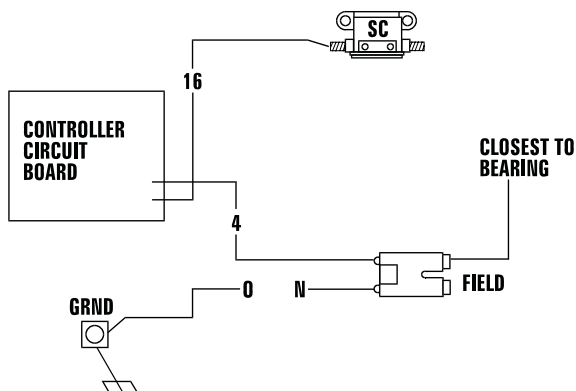 SC
16
CONTROLLER
CIRCUIT
BOARD
CLOSEST TO
BEARING
4
FIELD
0 N
GRND